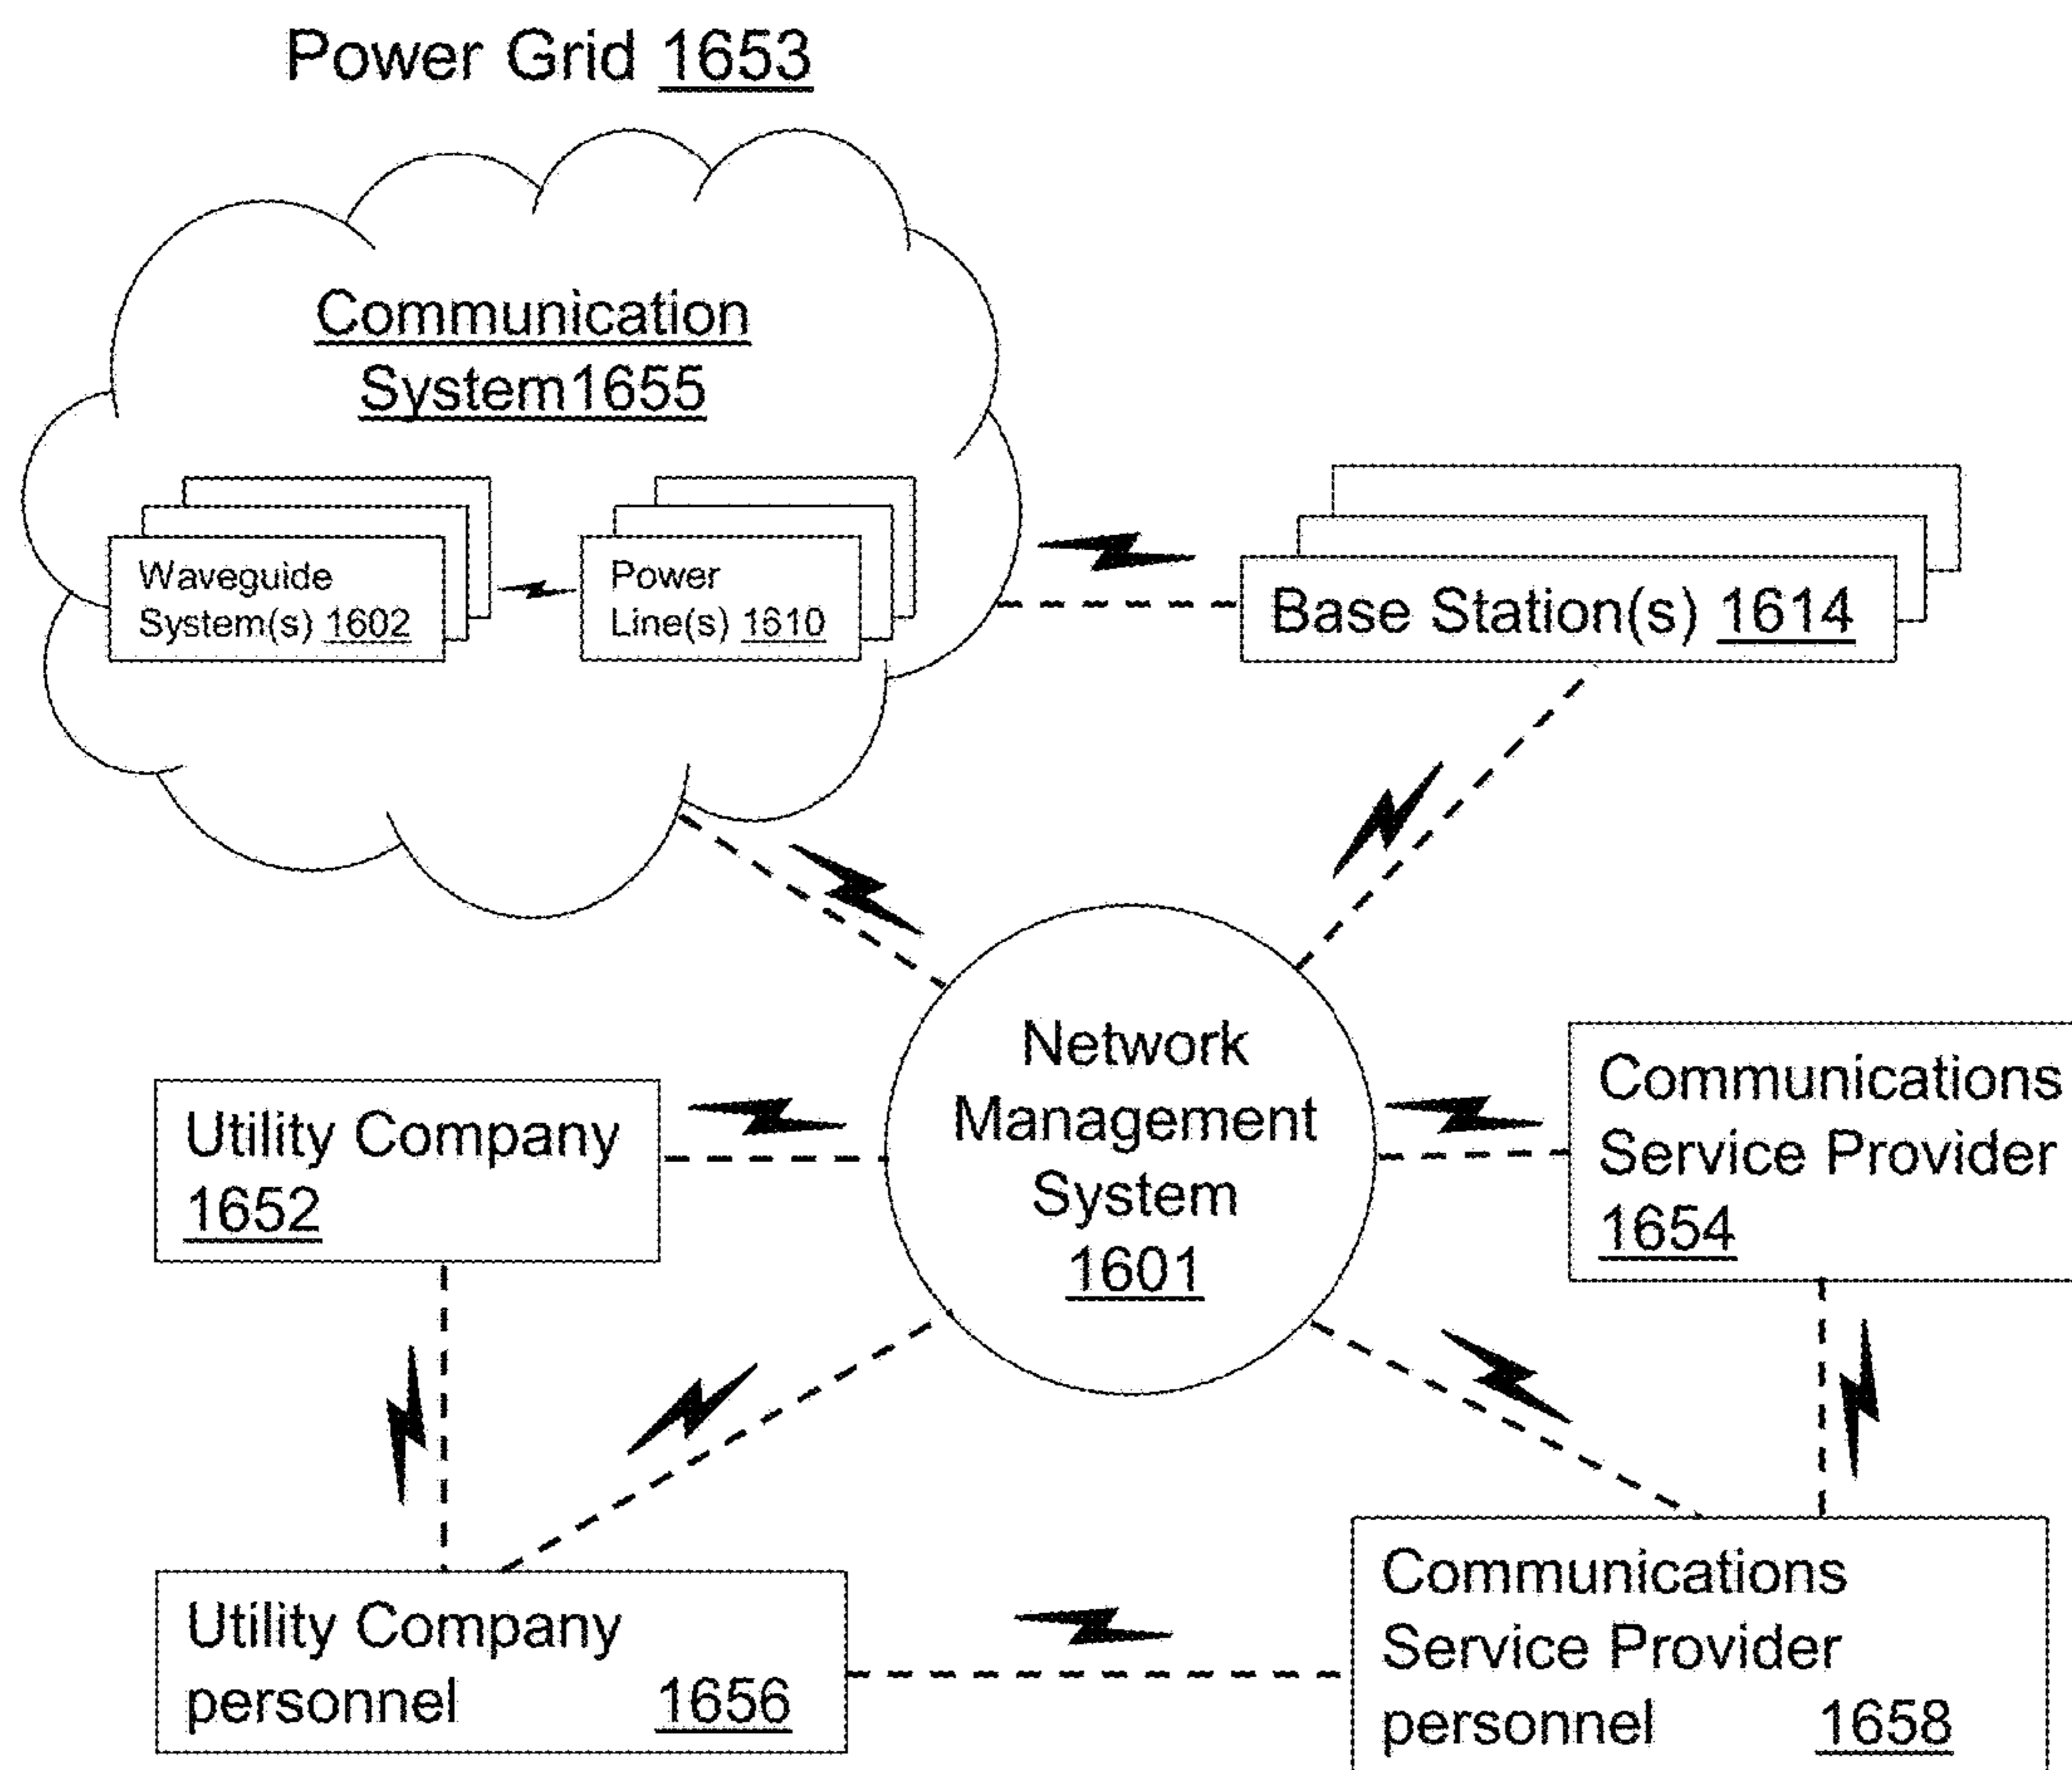 Power Grid 1653
Communication
System1655
Waveguide
System(s) 1602
Power
Line(s) 1610
Base Station(s) 1614
Network
Management
System
1601
Utility Company
1652
Communications
Service Provider
1654
Utility Company
personnel 1656
Communications
Service Provider
personnel 1658